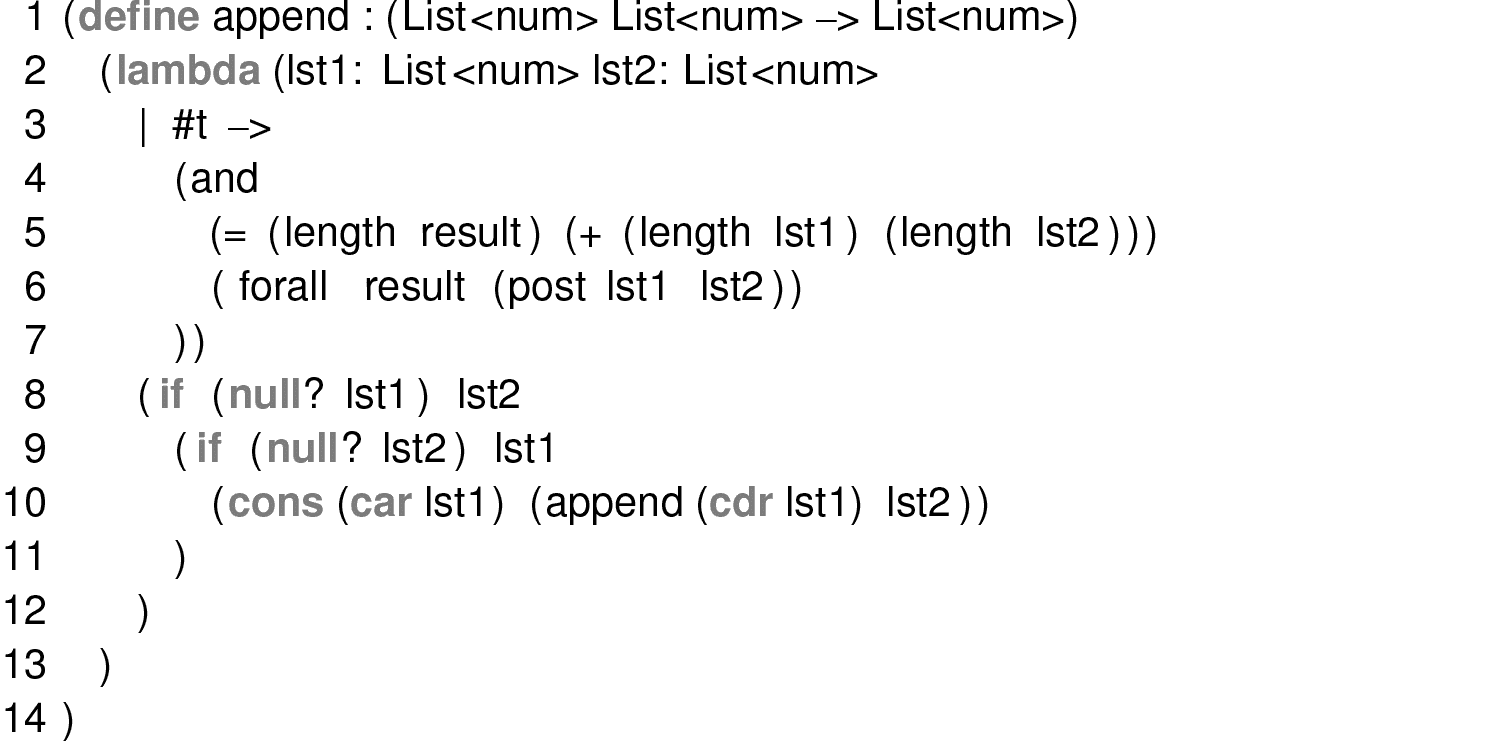 1 (define append : (List<num> List<num> –> List<num>)
2 (lambda (lst1: List<num> lst2: List<num>
3 | #t –>
4 (and
5 (= (length result) (+ (length lst1) (length lst2)))
6 (forall result (post lst1 lst2))
7 ))
8 (if (null? lst1) lst2
9 (if (null? lst2) lst1
10 (cons (car lst1) (append (cdr lst1) lst2))
11 )
12 )
13 )
14 )